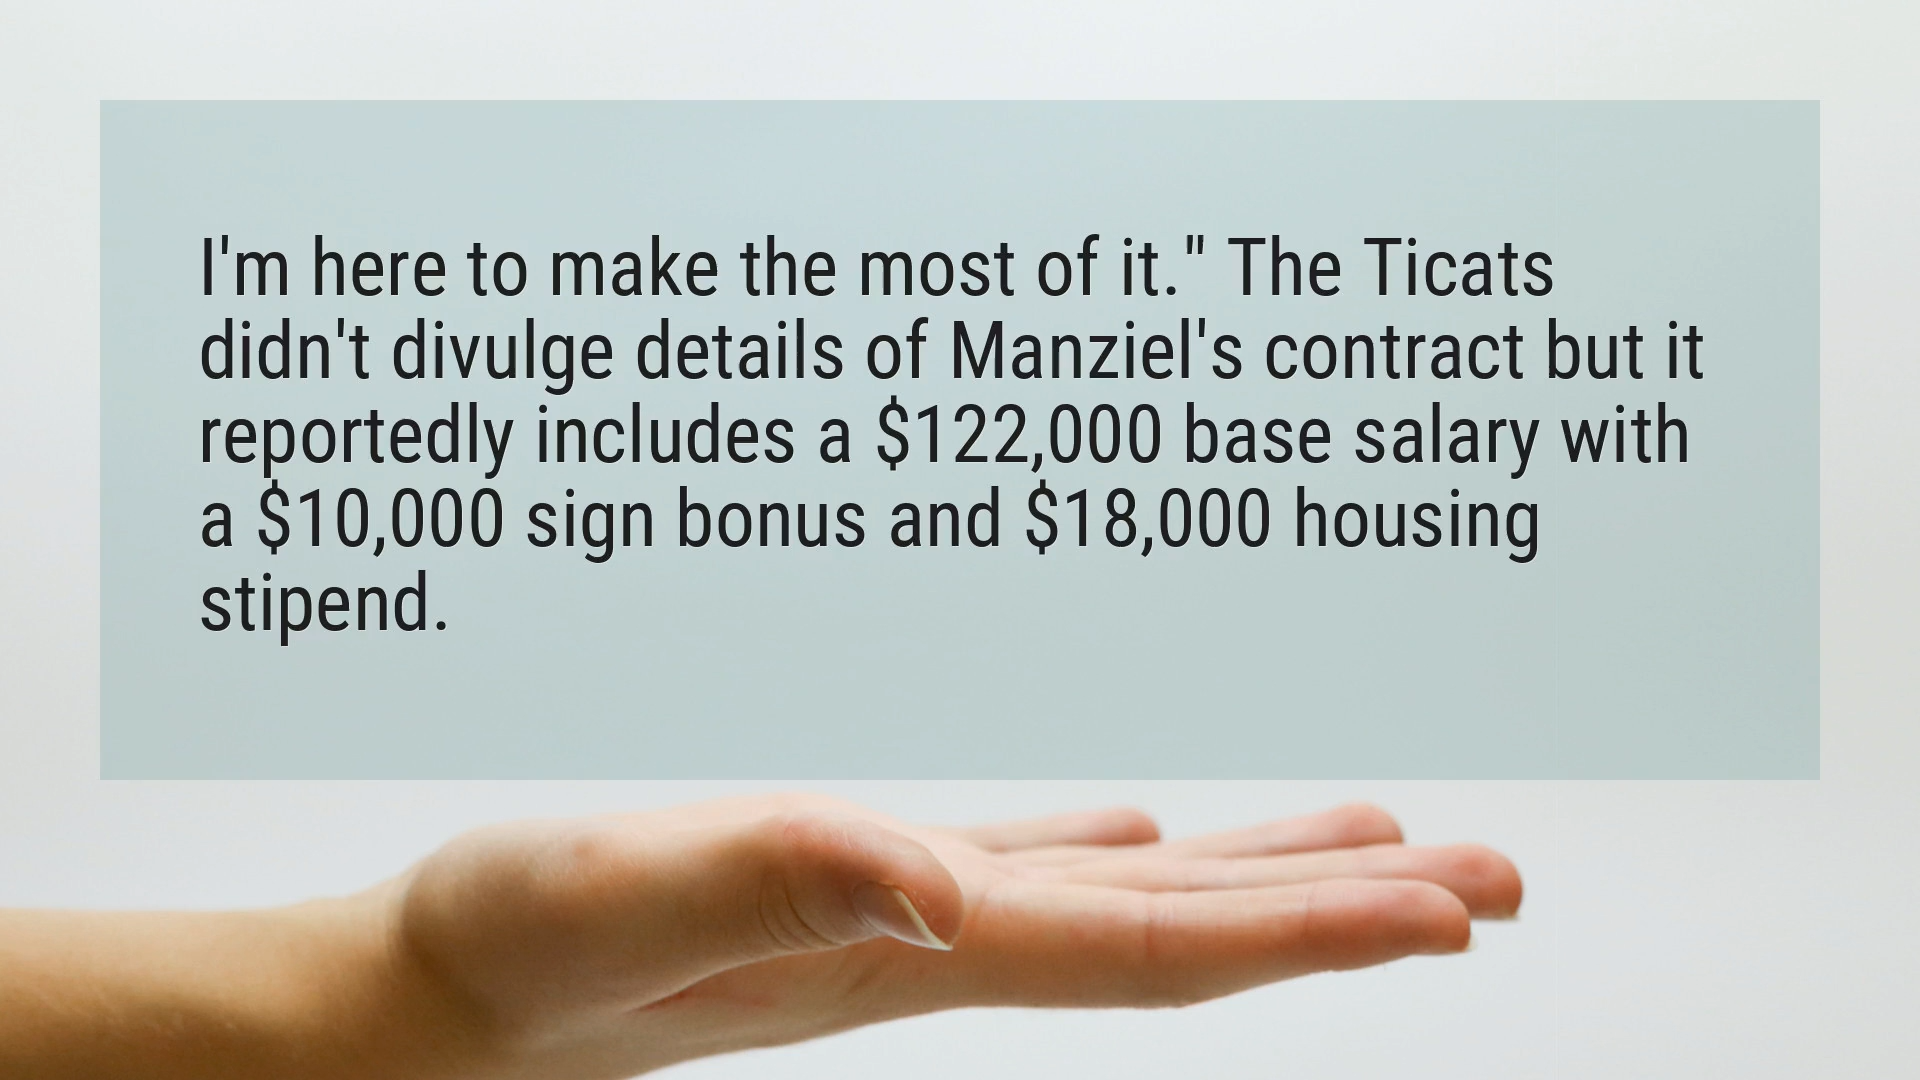 I'm here to make the most of it." The Ticats
didn't divulge details of Manziel's contract but it
reportedly includes a $122,000 base salary with
a $10,000 sign bonus and $18,000 housing
stipend.